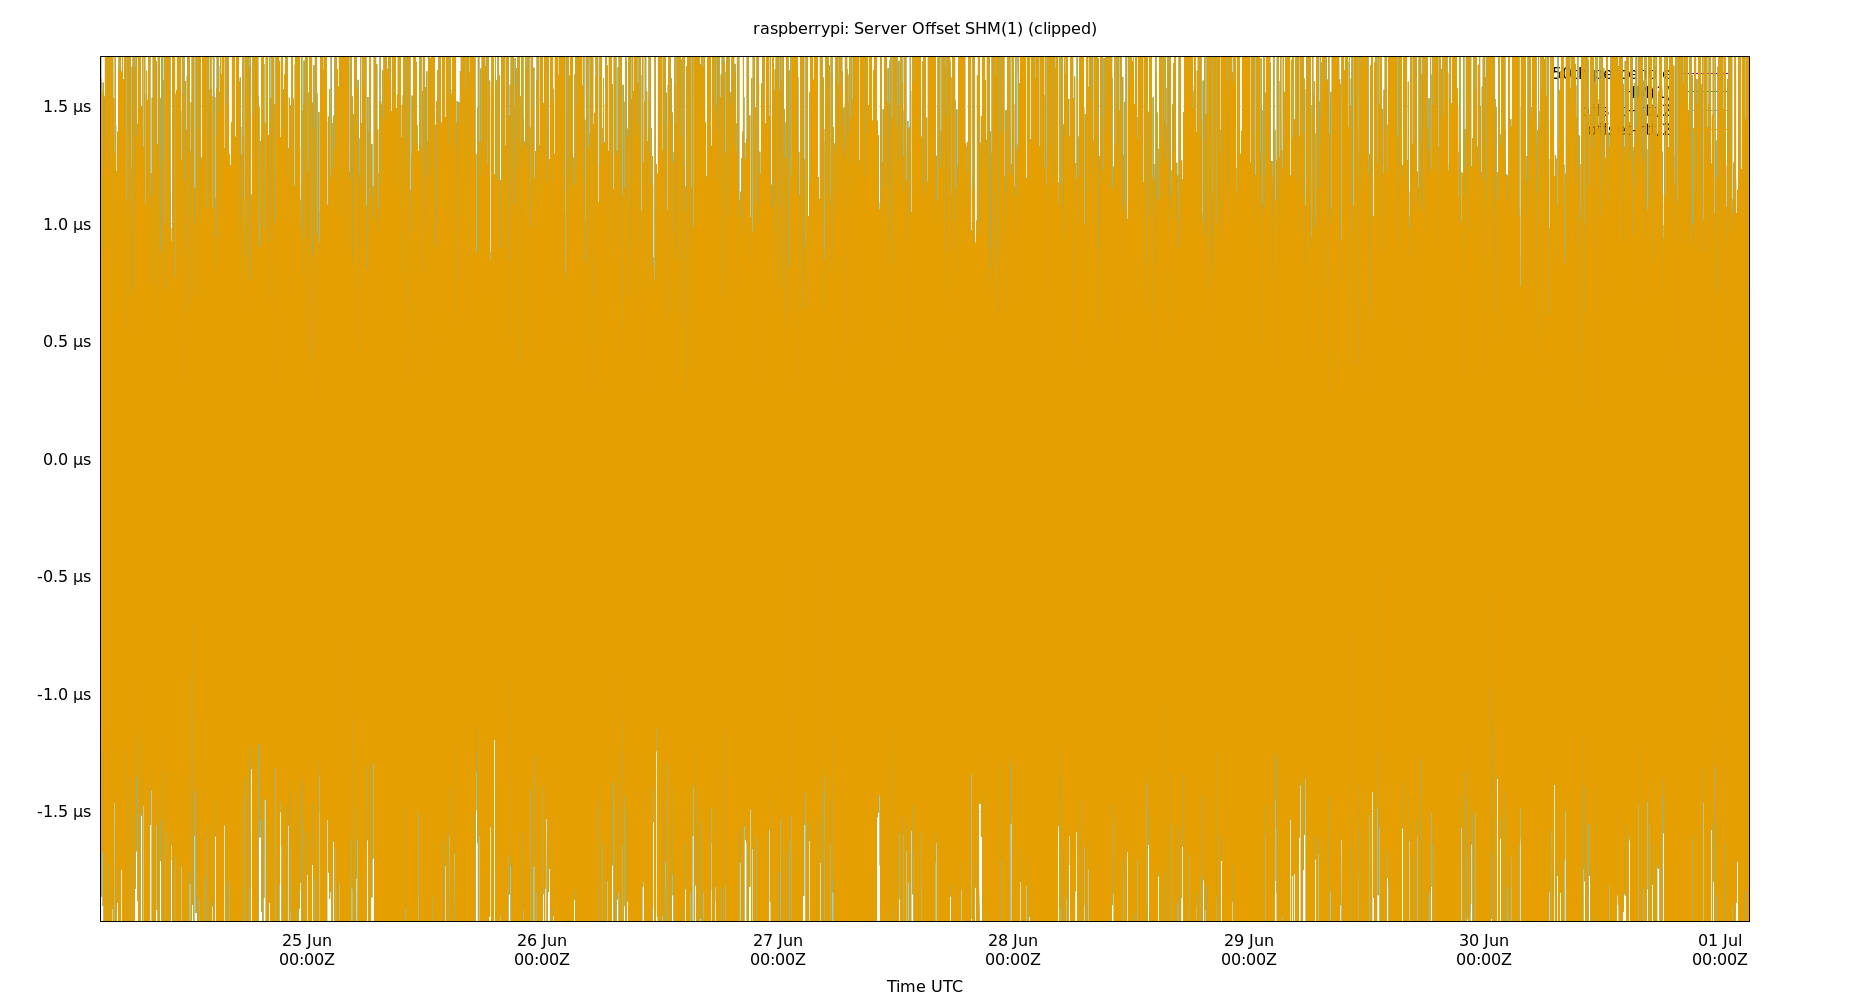 raspberrypi: Server Offset SHM(1) (clipped)
1.5 µs
1.0 µs
0.5 µs
0.0 µs
-0.5 µs
-1.0 µs
-1.5 µs
25 Jun 26 Jun 27 Jun 28 Jun 29 Jun 30 Jun 01 Jul
00:00Z 00:00Z 00:00Z 00:00Z 00:00Z 00:00Z 00:00Z
Time UTC